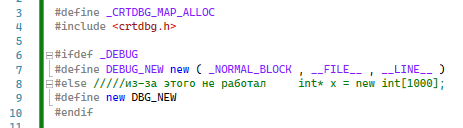 3 #define _CRTDBG_MAP_ALLOC
4 #include <crtdbg.h>
5
6 #ifdef _DEBUG
7 #define DEBUG_NEW new ( _NORMAL_BLOCK , __FILE__ , __LINE__ )
8 #else /////из-за этого не работал     int* x = new int[1000];
9 #define new DBG_NEW
10 #endif